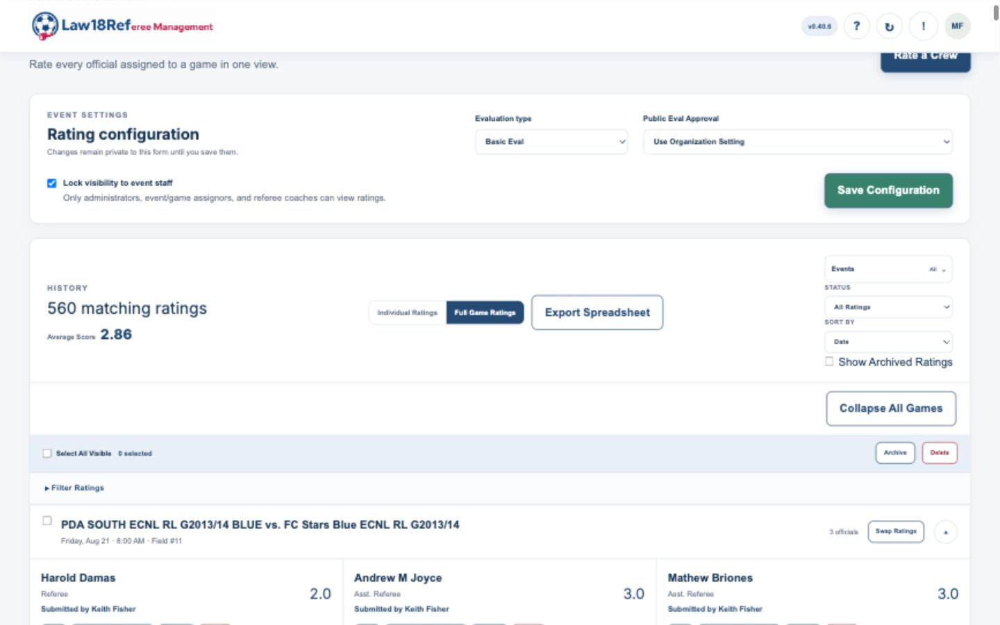 Law18Referee Management
v0.40.6
?
↻
!
MF
Rate every official assigned to a game in one view.
Rate a Crew
EVENT SETTINGS
Rating configuration
Changes remain private to this form until you save them.
Evaluation type
Basic Eval
Public Eval Approval
Use Organization Setting
Lock visibility to event staff
Only administrators, event/game assignors, and referee coaches can view ratings.
Save Configuration
HISTORY
560 matching ratings
Average Score 2.86
Individual Ratings
Full Game Ratings
Export Spreadsheet
Events All
STATUS
All Ratings
SORT BY
Date
Show Archived Ratings
Collapse All Games
Select All Visible 0 selected
Archive
Delete
▸ Filter Ratings
PDA SOUTH ECNL RL G2013/14 BLUE vs. FC Stars Blue ECNL RL G2013/14
Friday, Aug 21 · 8:00 AM · Field #11
3 officials
Swap Ratings
▴
Harold Damas
Referee
Submitted by Keith Fisher
2.0
Andrew M Joyce
Asst. Referee
Submitted by Keith Fisher
3.0
Mathew Briones
Asst. Referee
Submitted by Keith Fisher
3.0